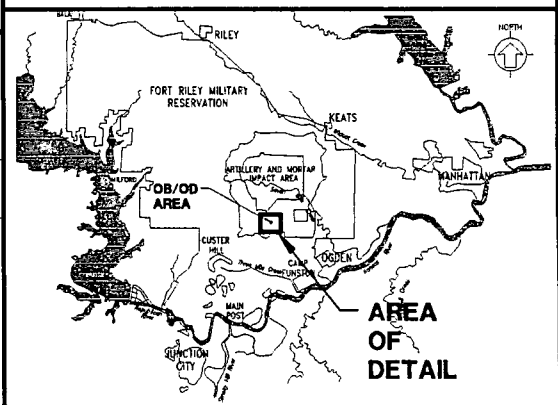 BALA
RILEY
NORTH
FORT RILEY MILITARY
RESERVATION
KEATS
MANHATTAN
ARTILLERY AND MORTAR
IMPACT AREA
OB/OD
AREA
MILFORD
CUSTER
HILL
CAMP
FUNSTON
OGDEN
MAIN
POST
JUNCTION
CITY
AREA
OF
DETAIL